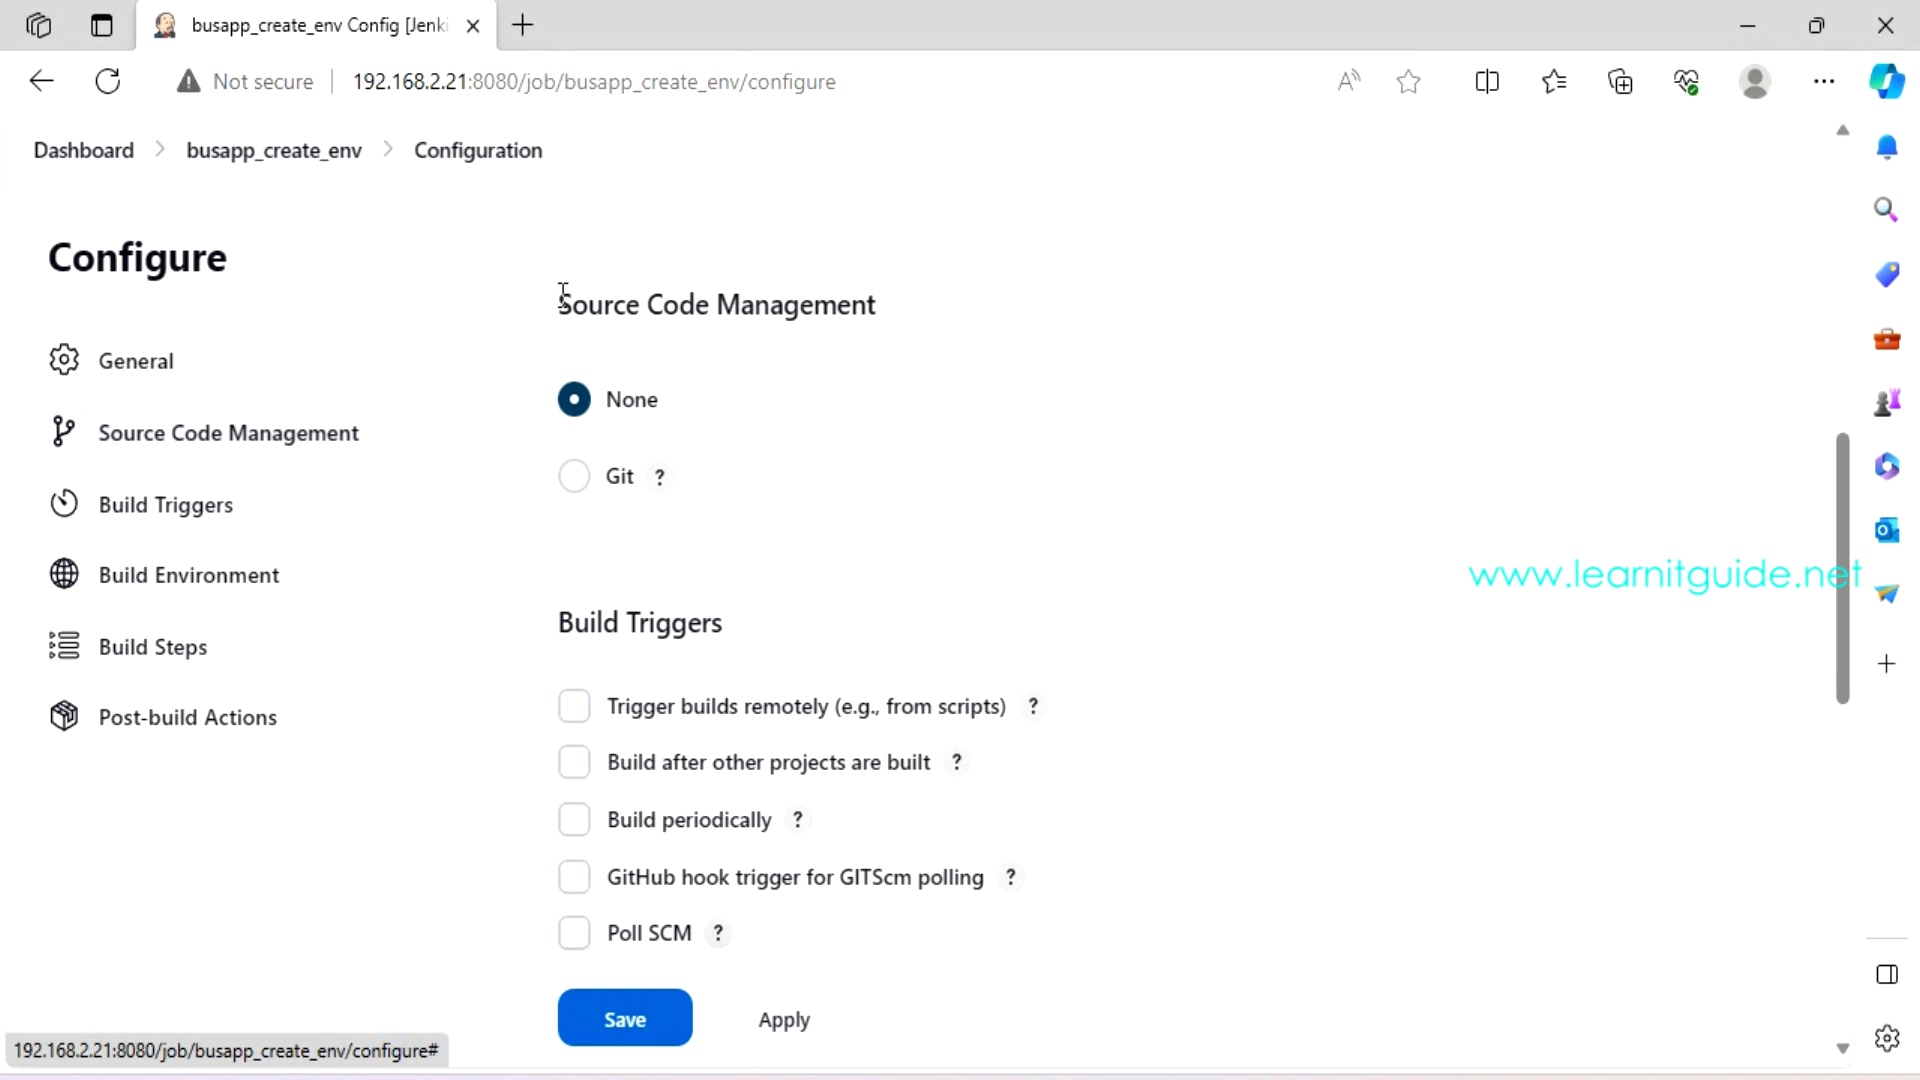 busapp_create_env Config [Jenki
Not secure
192.168.2.21:8080/job/busapp_create_env/configure
Dashboard
busapp_create_env
Configuration
Configure
General
Source Code Management
Build Triggers
Build Environment
Build Steps
Post-build Actions
Source Code Management
None
Git ?
Build Triggers
Trigger builds remotely (e.g., from scripts) ?
Build after other projects are built ?
Build periodically ?
GitHub hook trigger for GITScm polling ?
Poll SCM ?
Save
Apply
www.learnitguide.net
192.168.2.21:8080/job/busapp_create_env/configure#